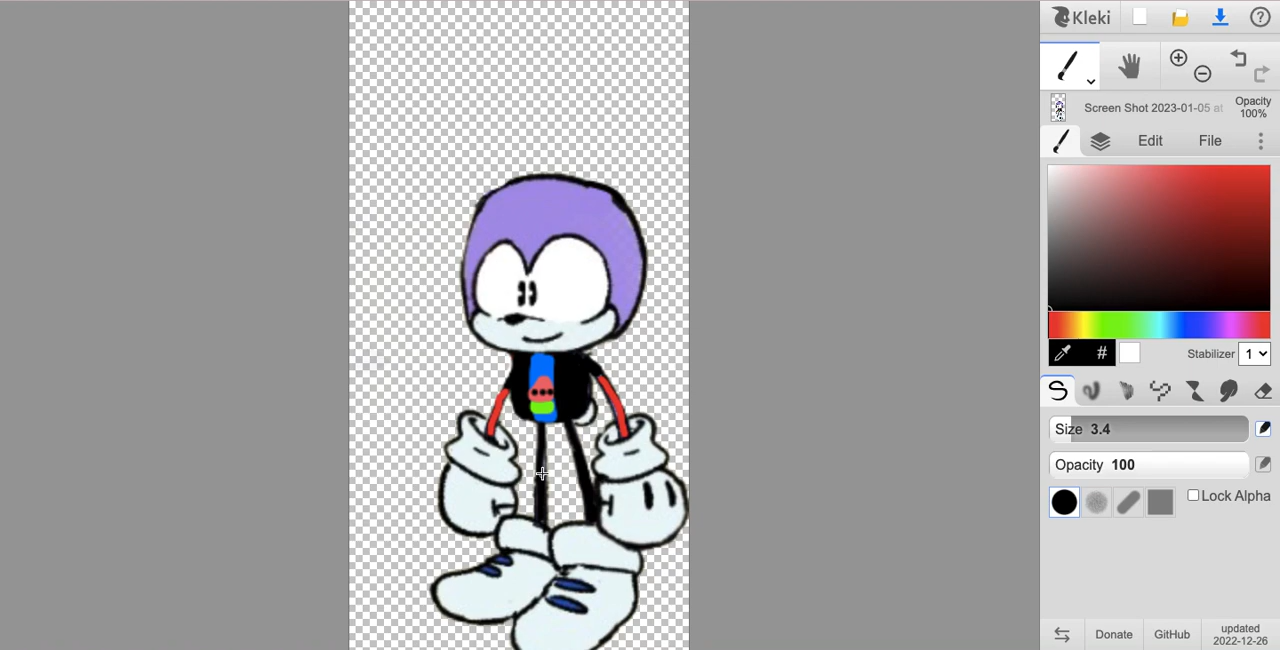 Kleki
Screen Shot 2023-01-05 at
Opacity
100%
Edit
File
#
Stabilizer 1
Size 3.4
Opacity 100
Lock Alpha
Donate
GitHub
updated
2022-12-26